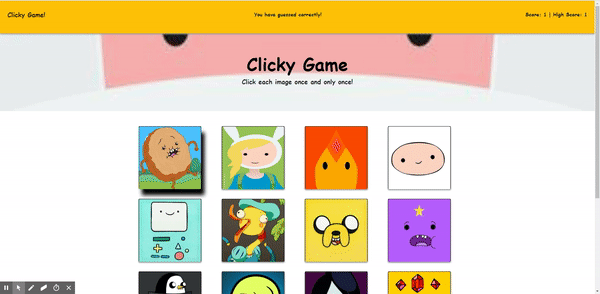 Clicky Game!
You have guessed correctly!
Score: 1 | High Score: 1
Clicky Game
Click each image once and only once!